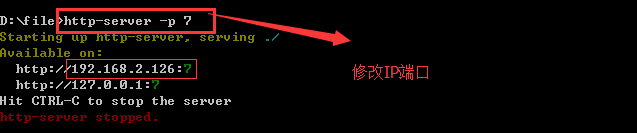 D:\file>http-server -p 7
Starting up http-server, serving ./
Available on:
http://192.168.2.126:7
http://127.0.0.1:7
Hit CTRL-C to stop the server
http-server stopped.
修改IP端口